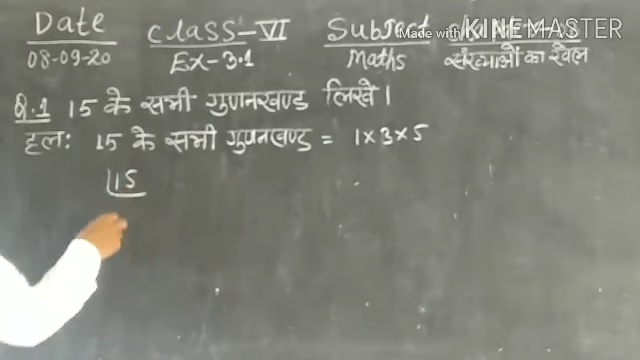 Date Class-VI Subject Made with KINEMASTER
08-09-20 Ex-3.1 Maths संख्याओं का खेल
Q.1 15 के सभी गुणनखण्ड लिखें।
हल: 15 के सभी गुणनखण्ड = 1×3×5
15